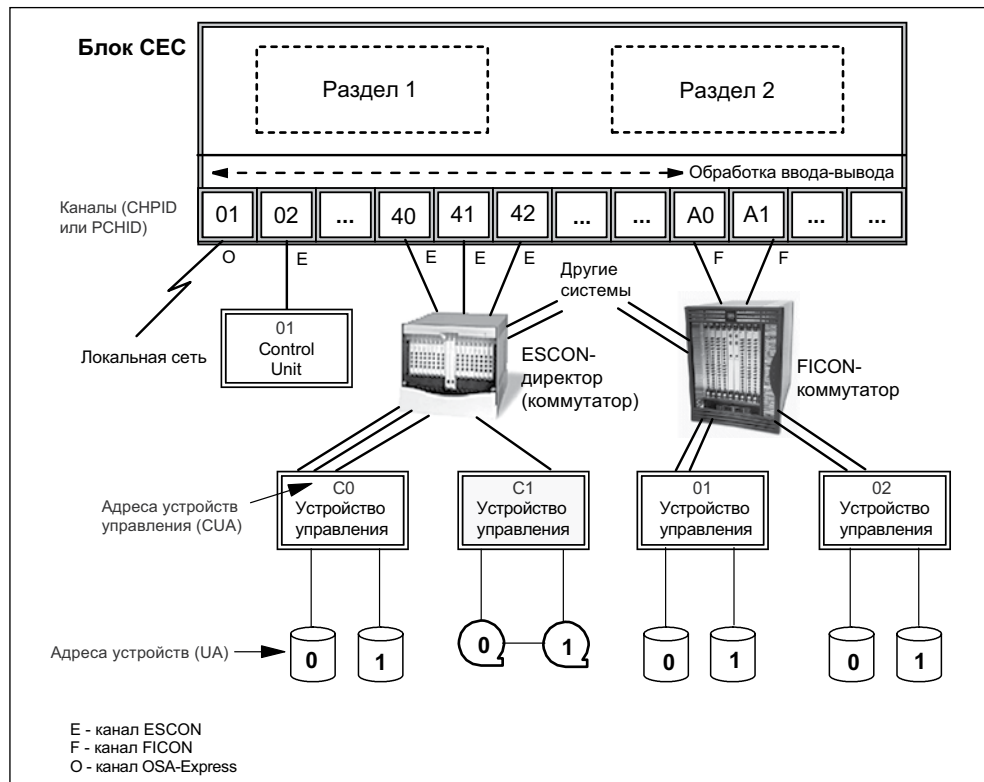 Блок CEC
Раздел 1
Раздел 2
Обработка ввода-вывода
Каналы (CHPID
или PCHID)
01 02 ... 40 41 42 ... ... A0 A1 ... ...
O E E E E F F
Другие
системы
Локальная сеть
01
Control
Unit
ESCON-
директор
(коммутатор)
FICON-
коммутатор
Адреса устройств
управления (CUA)
C0
Устройство
управления
C1
Устройство
управления
01
Устройство
управления
02
Устройство
управления
Адреса устройств (UA)
0 1 0 1 0 1 0 1
E - канал ESCON
F - канал FICON
O - канал OSA-Express